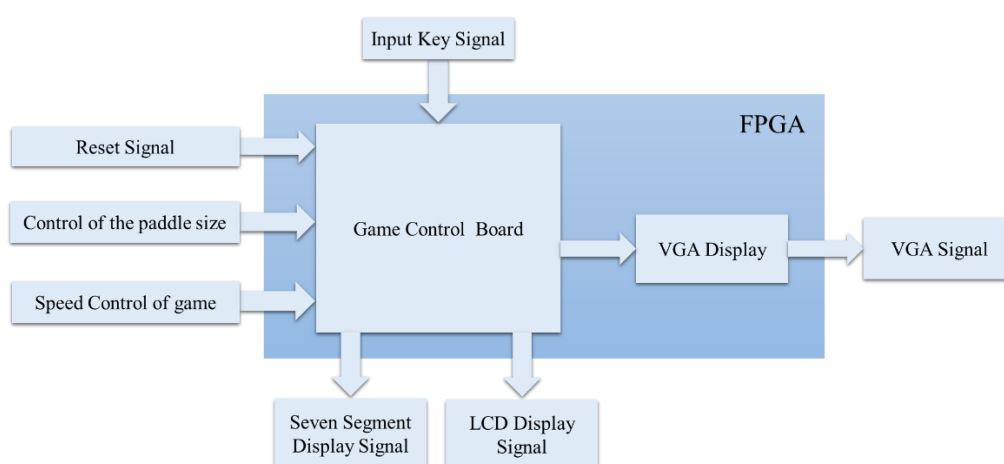 Input Key Signal
FPGA
Reset Signal
Control of the paddle size
Game Control Board
VGA Display
VGA Signal
Speed Control of game
Seven Segment
Display Signal
LCD Display
Signal